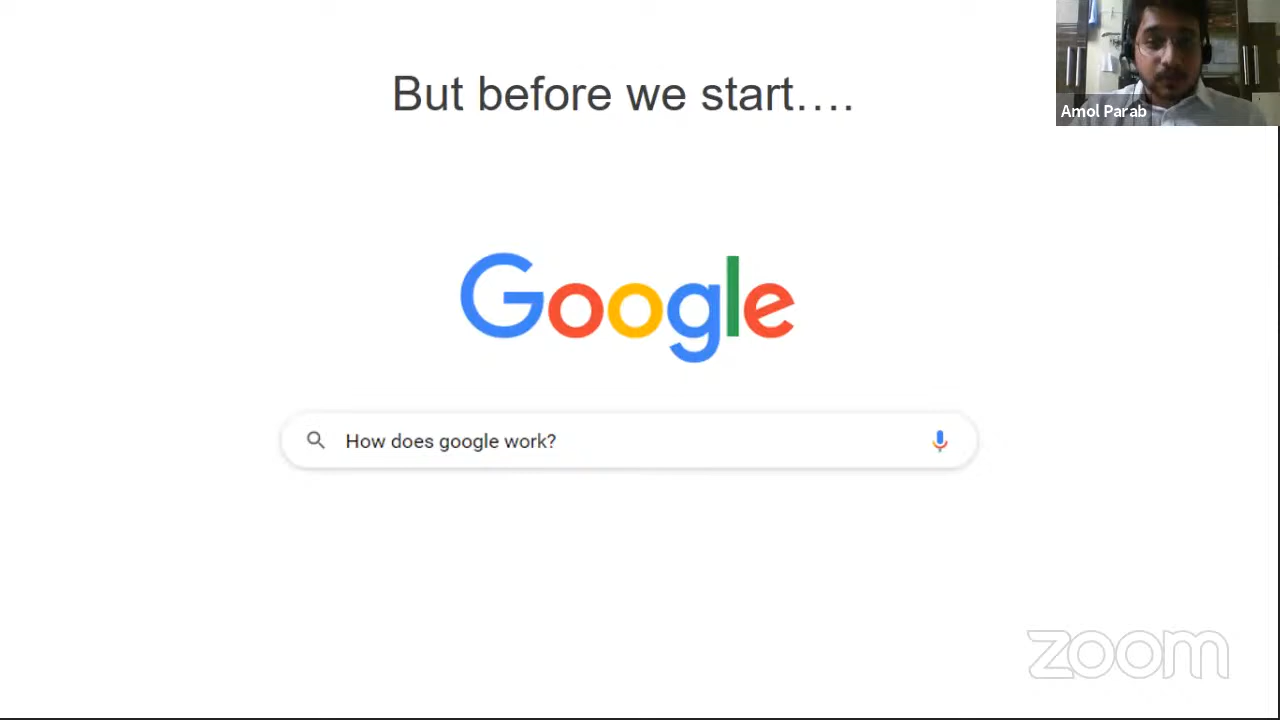 But before we start….
Amol Parab
Google
How does google work?
zoom